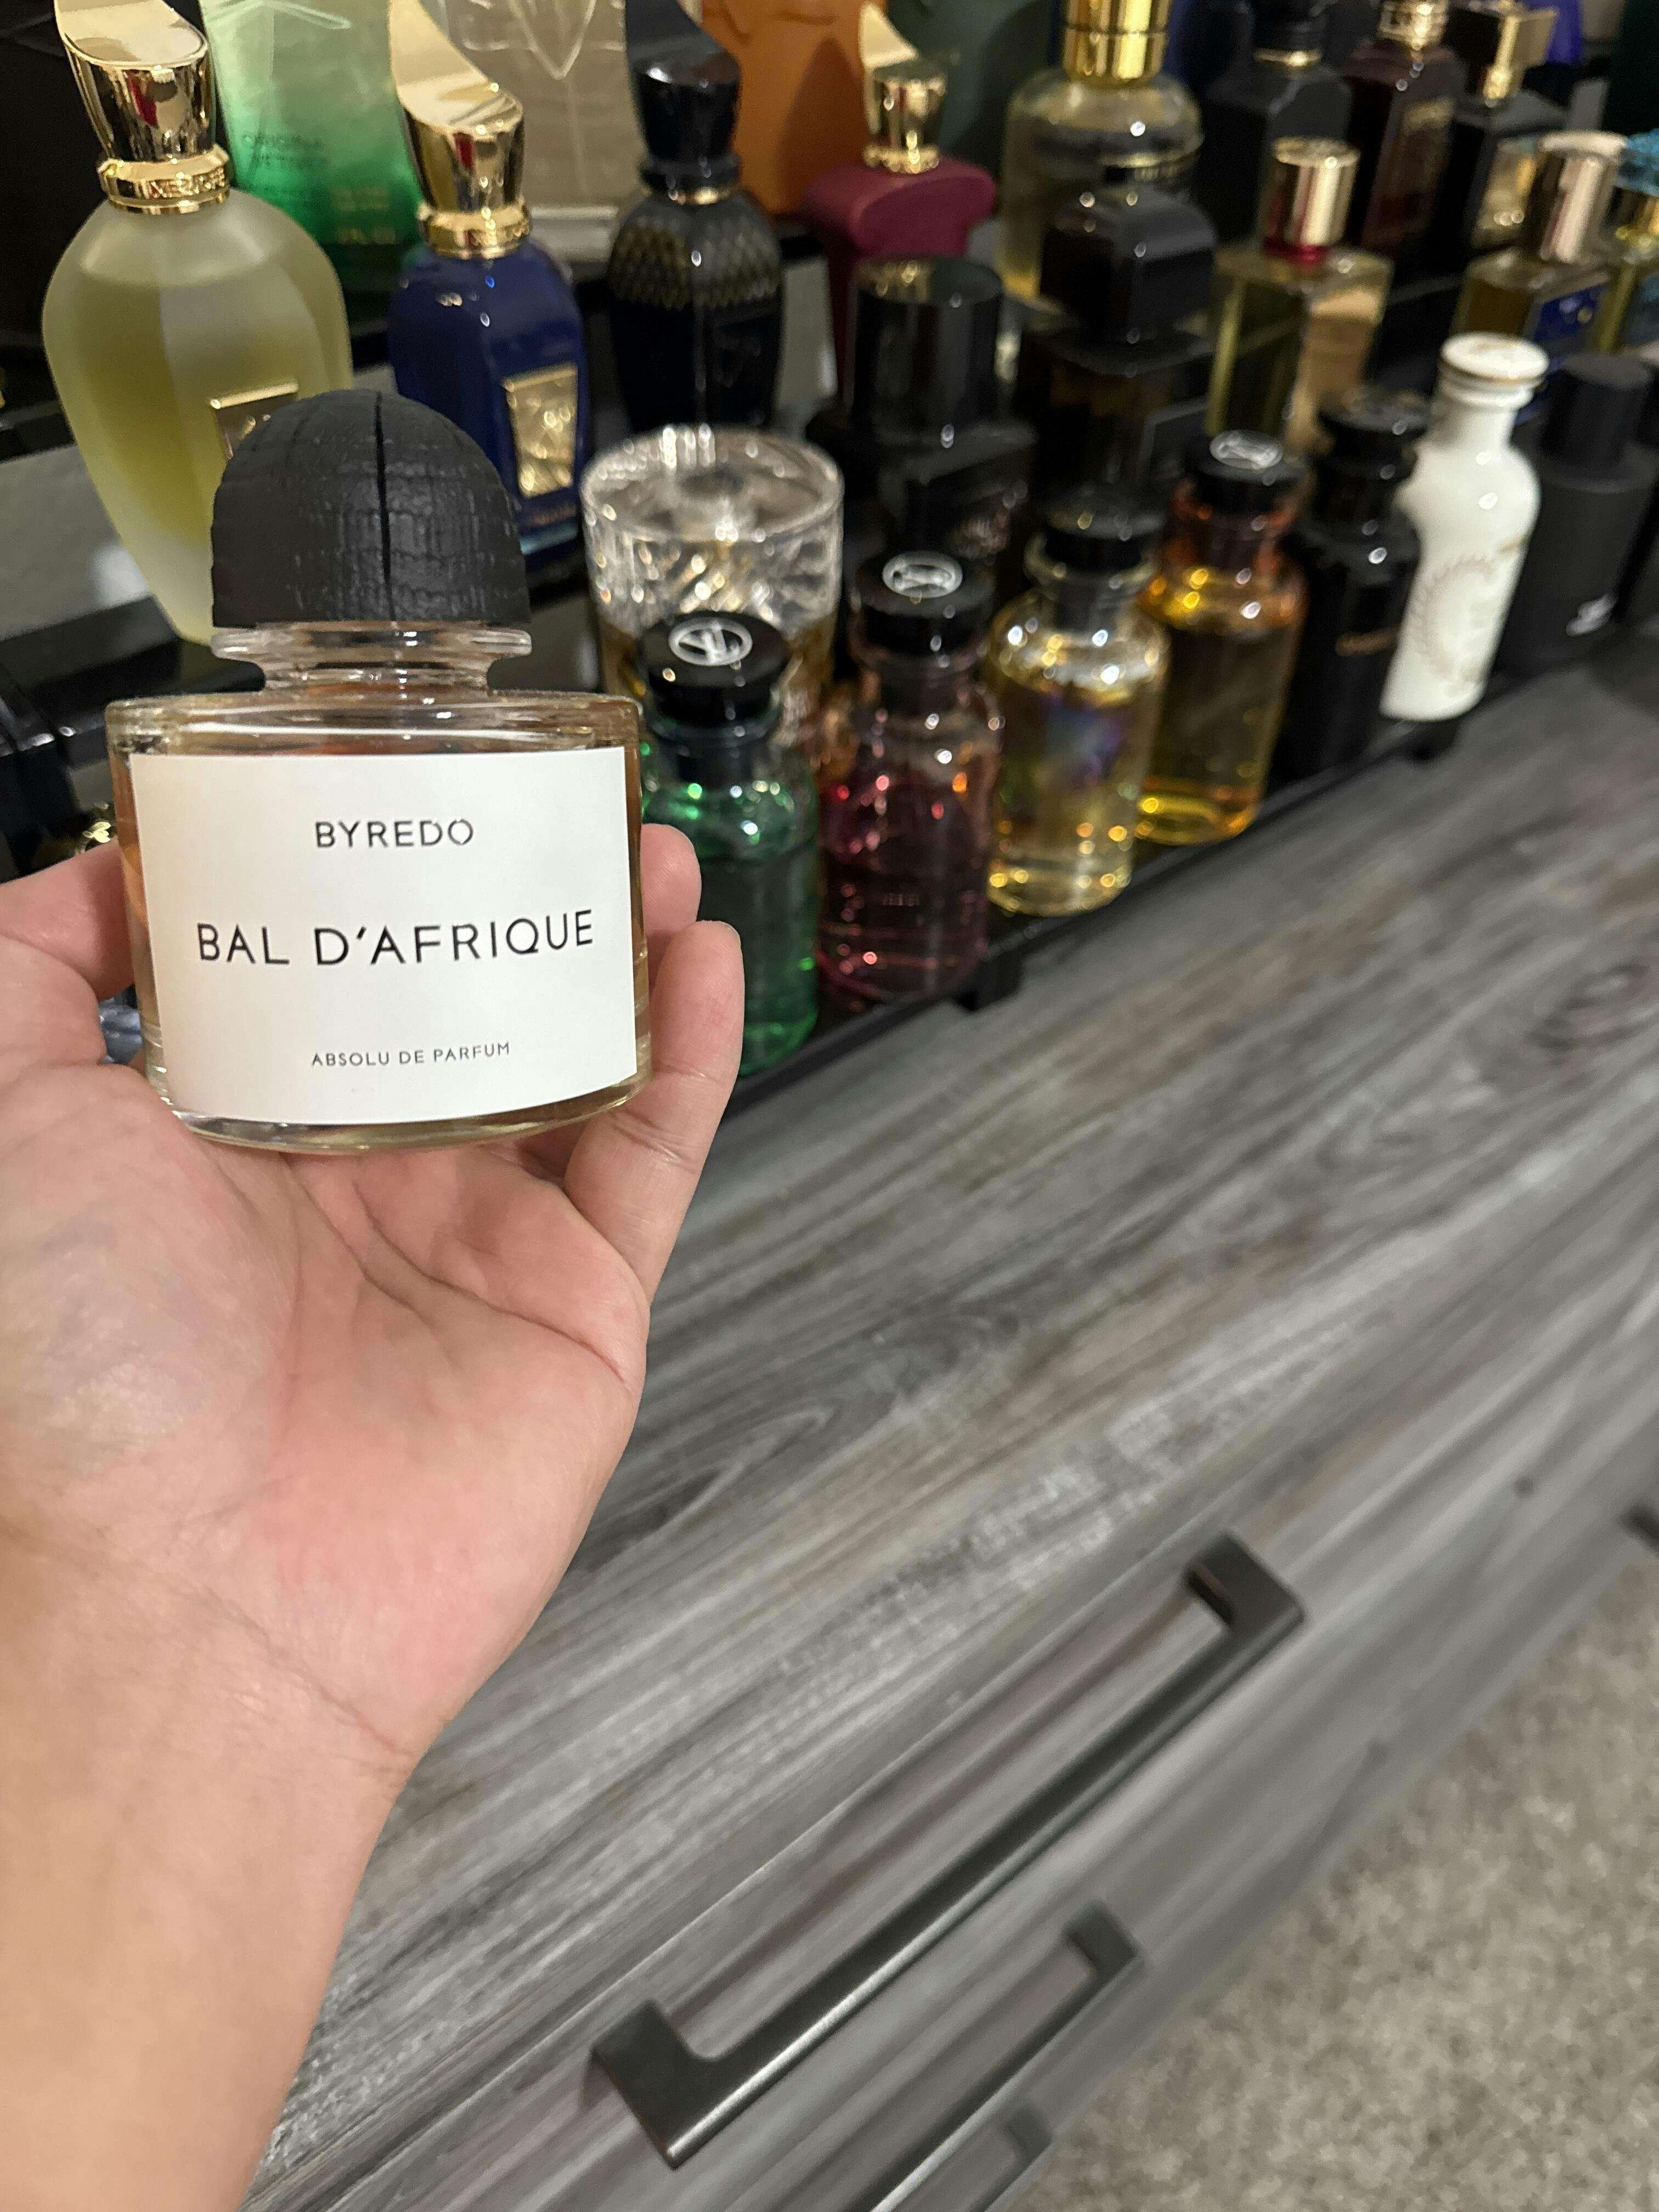 BYREDO
BAL D'AFRIQUE
ABSOLU DE PARFUM